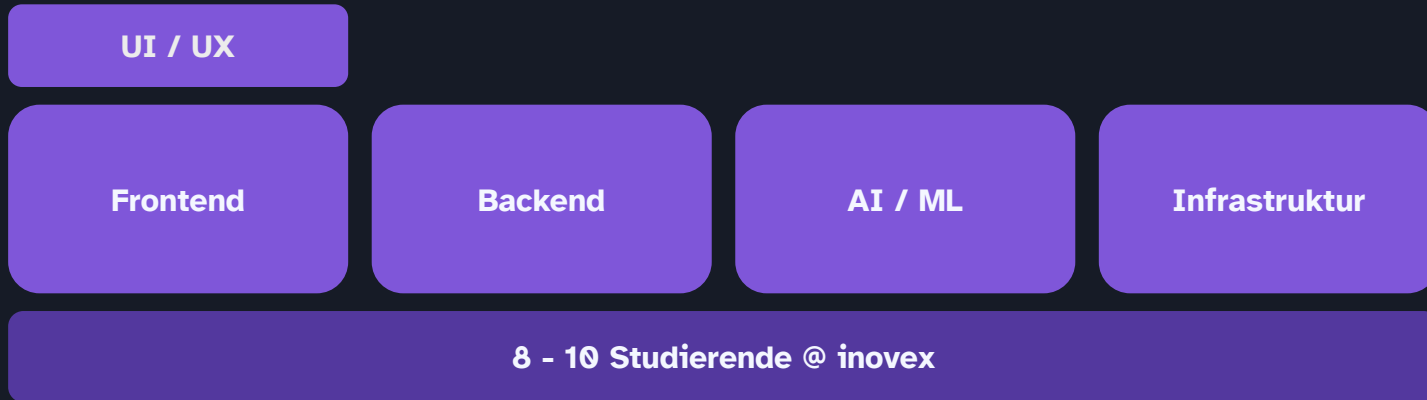 UI / UX
Frontend
Backend
AI / ML
Infrastruktur
8 - 10 Studierende @ inovex